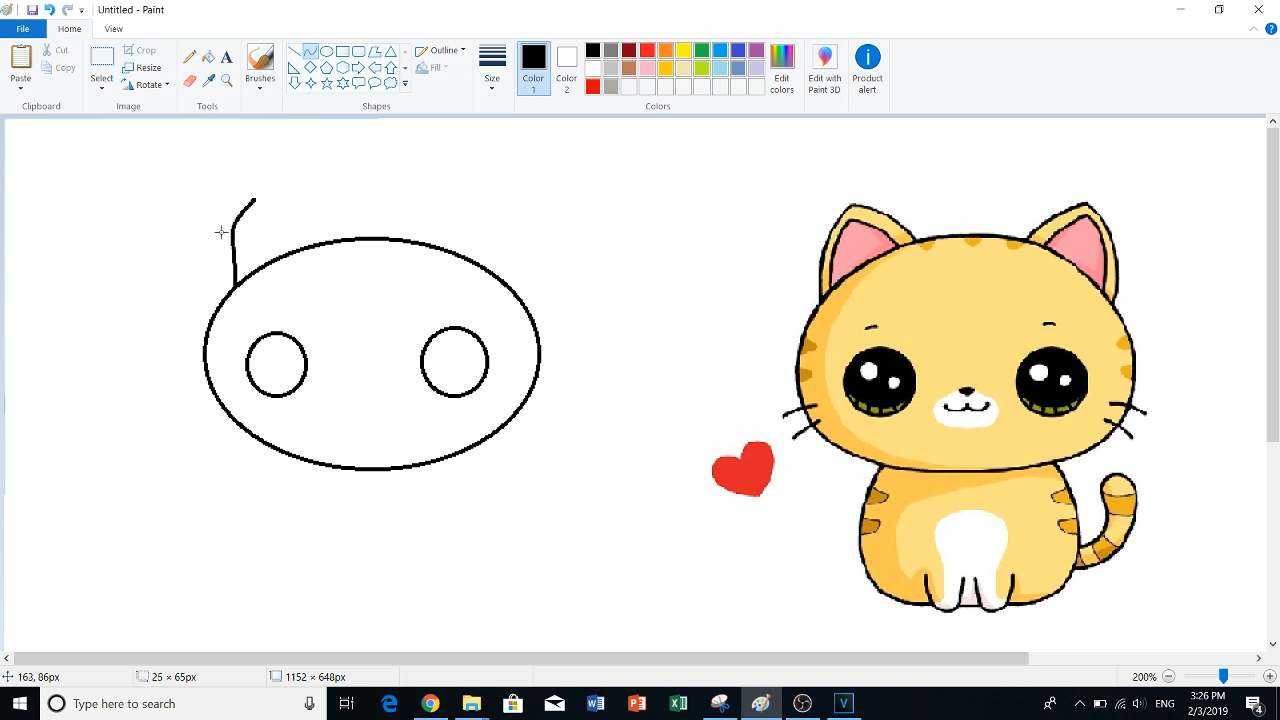 Untitled - Paint
File
Home
View
Paste
Cut
Copy
Clipboard
Select
Crop
Resize
Rotate
Image
Tools
Brushes
Shapes
Outline
Fill
Size
Color 1
Color 2
Edit colors
Colors
Edit with Paint 3D
Product alert
163, 86px
25 × 65px
1152 × 648px
200%
Type here to search
ENG
3:26 PM
2/3/2019
4